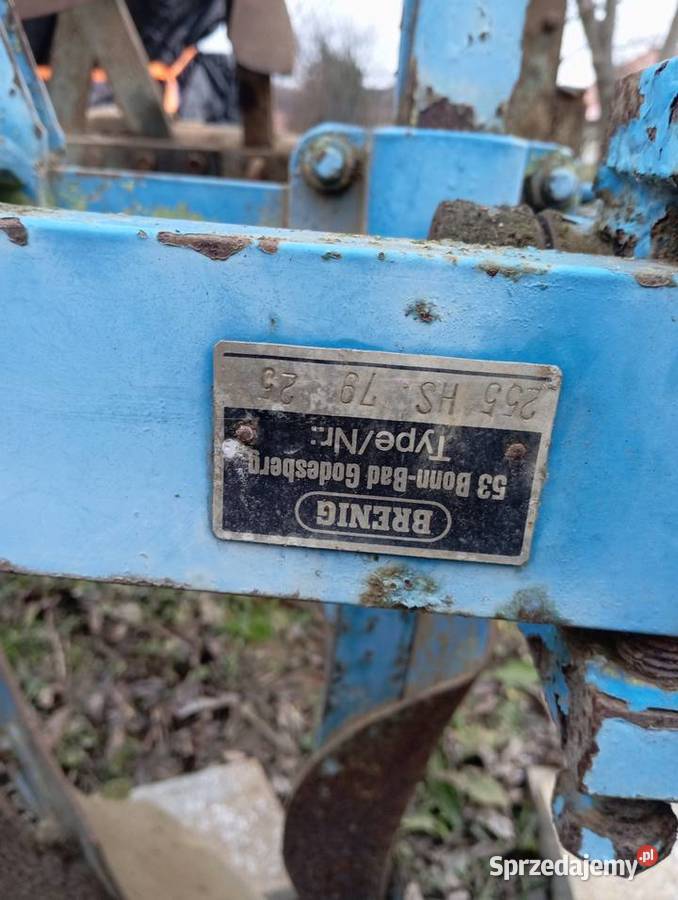 BRENIG
53 Bonn-Bad Godesberg
Type/Nr.:
255 HS. 79 25
Sprzedajemy.pl